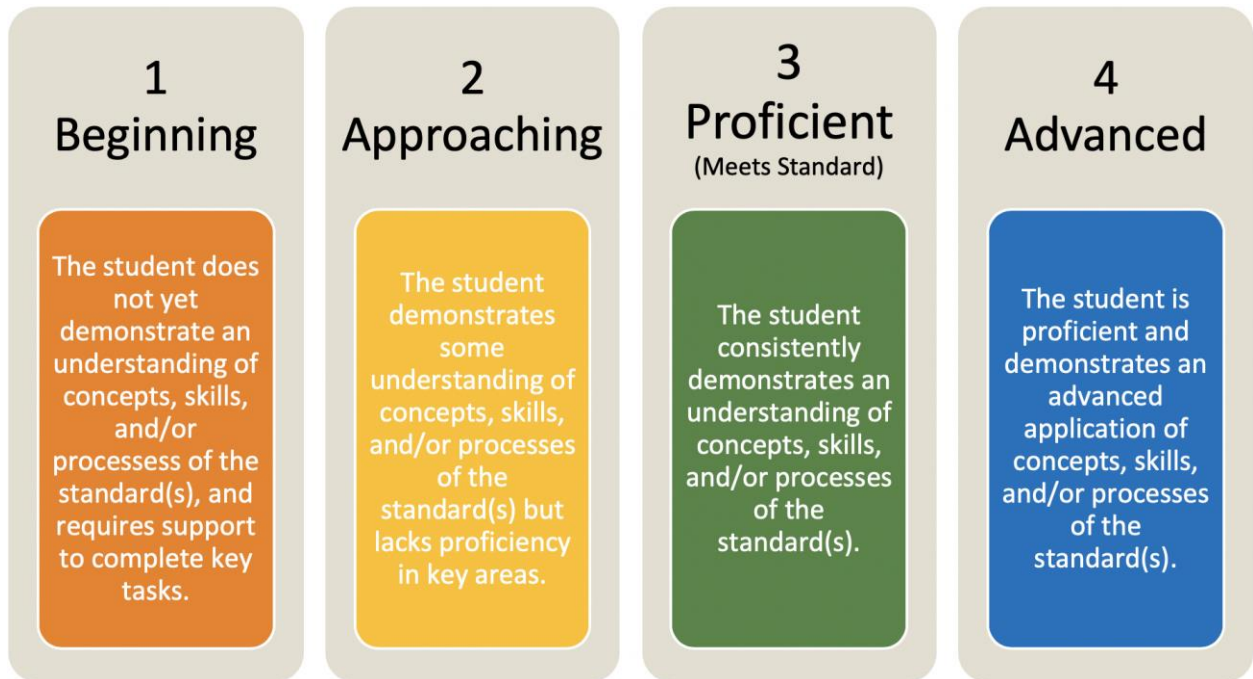 1
Beginning
The student does
not yet
demonstrate an
understanding of
concepts, skills,
and/or
processess of the
standard(s), and
requires support
to complete key
tasks.
2
Approaching
The student
demonstrates
some
understanding of
concepts, skills,
and/or processes
of the
standard(s) but
lacks proficiency
in key areas.
3
Proficient
(Meets Standard)
The student
consistently
demonstrates an
understanding of
concepts, skills,
and/or processes
of the
standard(s).
4
Advanced
The student is
proficient and
demonstrates an
advanced
application of
concepts, skills,
and/or processes
of the
standard(s).